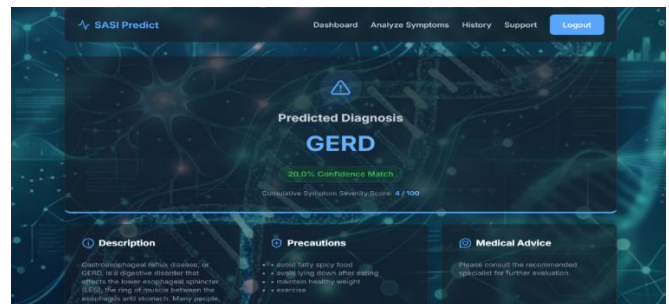 SASI Predict
Dashboard Analyze Symptoms History Support Logout
Predicted Diagnosis
GERD
20.0% Confidence Match
Cumulative Symptom Severity Score: 4 / 100
Description
Gastroesophageal reflux disease, or
GERD, is a digestive disorder that
affects the lower esophageal sphincter
(LES), the ring of muscle between the
esophagus and stomach. Many people,
Precautions
• • avoid fatty spicy food
• • avoid lying down after eating
• • maintain healthy weight
• • exercise
Medical Advice
Please consult the recommended
specialist for further evaluation.